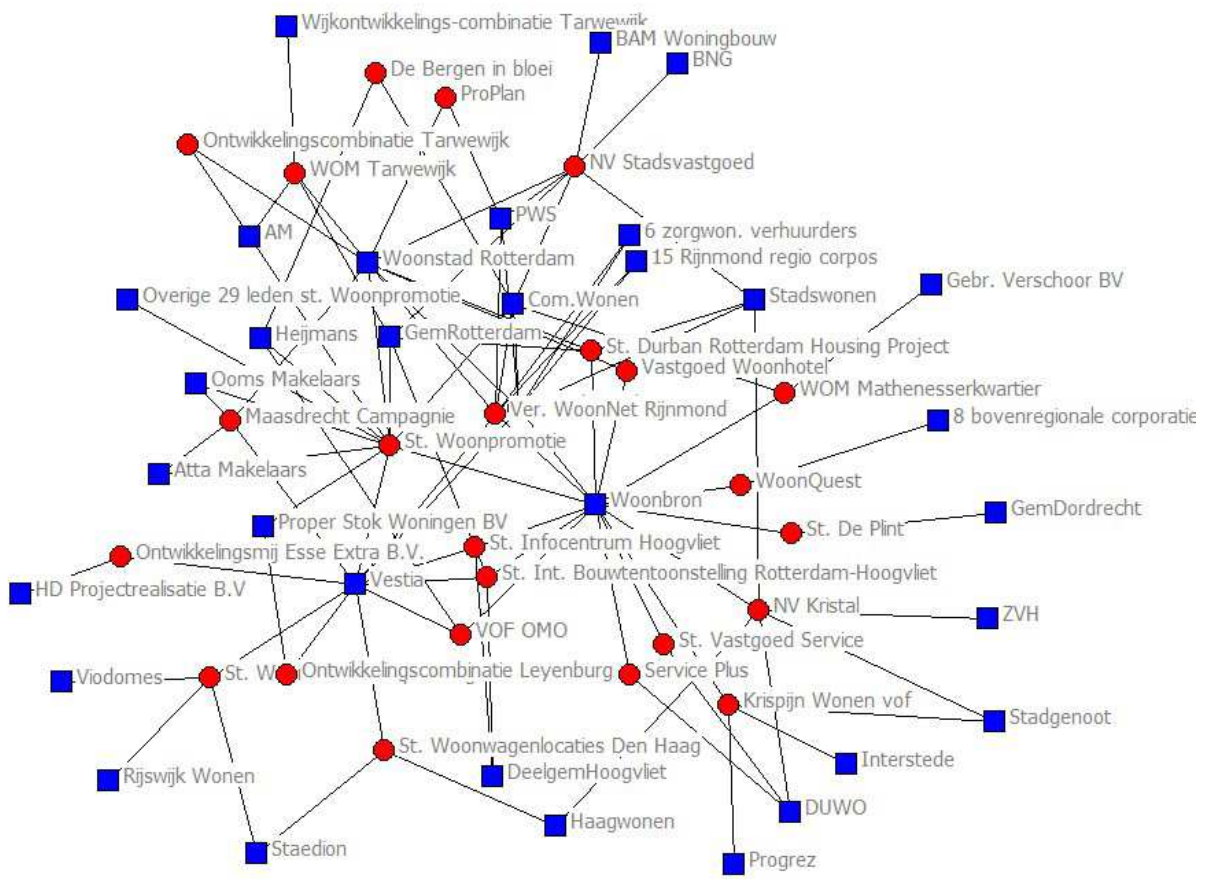 Wijkontwikkelings-combinatie Tarwewijk
BAM Woningbouw
BNG
De Bergen in bloei
ProPlan
Ontwikkelingscombinatie Tarwewijk
WOM Tarwewijk
NV Stadsvastgoed
PWS
AM
6 zorgwon. verhuurders
Woonstad Rotterdam
15 Rijnmond regio corpos
Gebr. Verschoor BV
Overige 29 leden st. Woonpromotie
Com.Wonen
Stadswonen
Heijmans
GemRotterdam
St. Durban Rotterdam Housing Project
Vastgoed Woonhotel
Ooms Makelaars
WOM Mathenesserkwartier
Maasdrecht Campagnie
Ver. WoonNet Rijnmond
8 bovenregionale corporatie
St. Woonpromotie
Atta Makelaars
WoonQuest
Woonbron
GemDordrecht
Proper Stok Woningen BV
St. De Plint
St. Infocentrum Hoogvliet
Ontwikkelingsmij Esse Extra B.V.
St. Int. Bouwtentoonstelling Rotterdam-Hoogvliet
Vestia
HD Projectrealisatie B.V
NV Kristal
ZVH
VOF OMO
St. Vastgoed Service
Viodomes
St. W
Ontwikkelingscombinatie Leyenburg
Service Plus
Krispijn Wonen vof
Stadgenoot
St. Woonwagenlocaties Den Haag
Interstede
Rijswijk Wonen
DeelgemHoogvliet
DUWO
Haagwonen
Staedion
Progrez